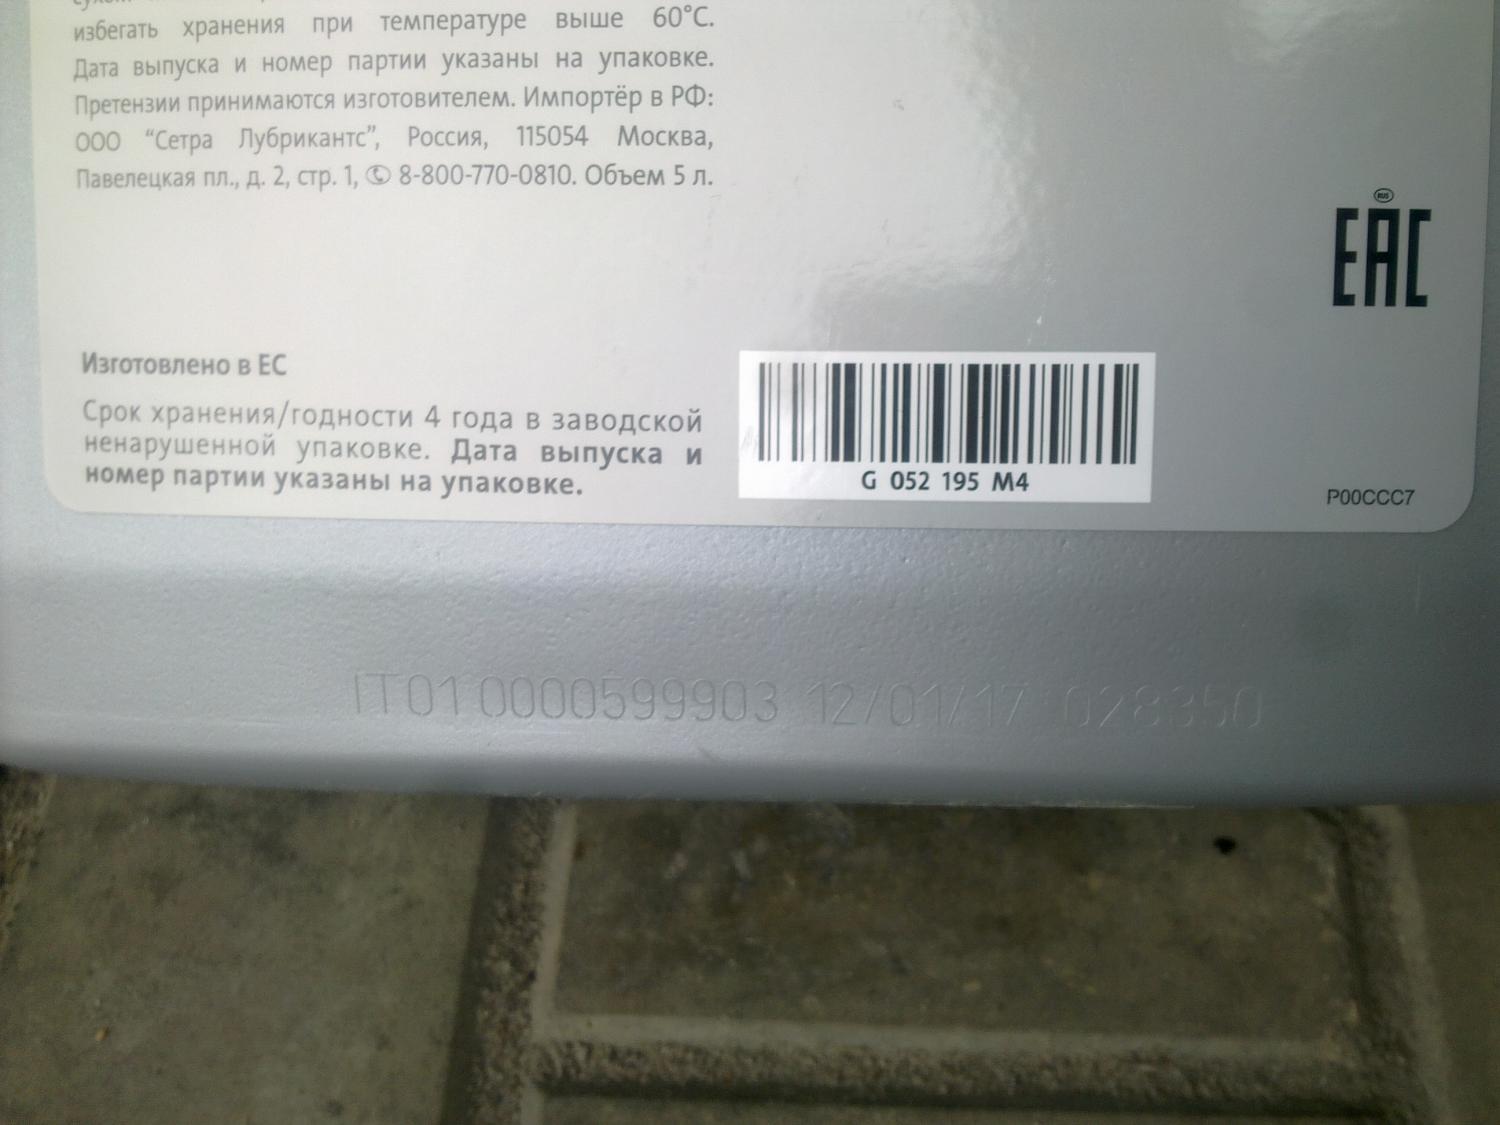 избегать хранения при температуре выше 60°C.
Дата выпуска и номер партии указаны на упаковке.
Претензии принимаются изготовителем. Импортёр в РФ:
ООО "Сетра Лубрикантс", Россия, 115054 Москва,
Павелецкая пл., д. 2, стр. 1, ✆ 8-800-770-0810. Объем 5 л.
RUS
EAC
Изготовлено в ЕС
Срок хранения/годности 4 года в заводской
ненарушенной упаковке. Дата выпуска и
номер партии указаны на упаковке.
G 052 195 M4
P00CCC7
IT01 0000599903 12/01/17 028350